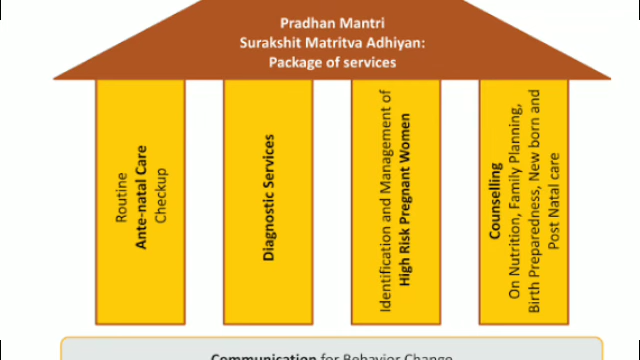 Pradhan Mantri
Surakshit Matritva Adhiyan:
Package of services
Routine
Ante-natal Care
Checkup
Diagnostic Services
Identification and Management of
High Risk Pregnant Women
Counselling
On Nutrition, Family Planning,
Birth Preparedness, New born and
Post Natal care
Communication for Behavior Change